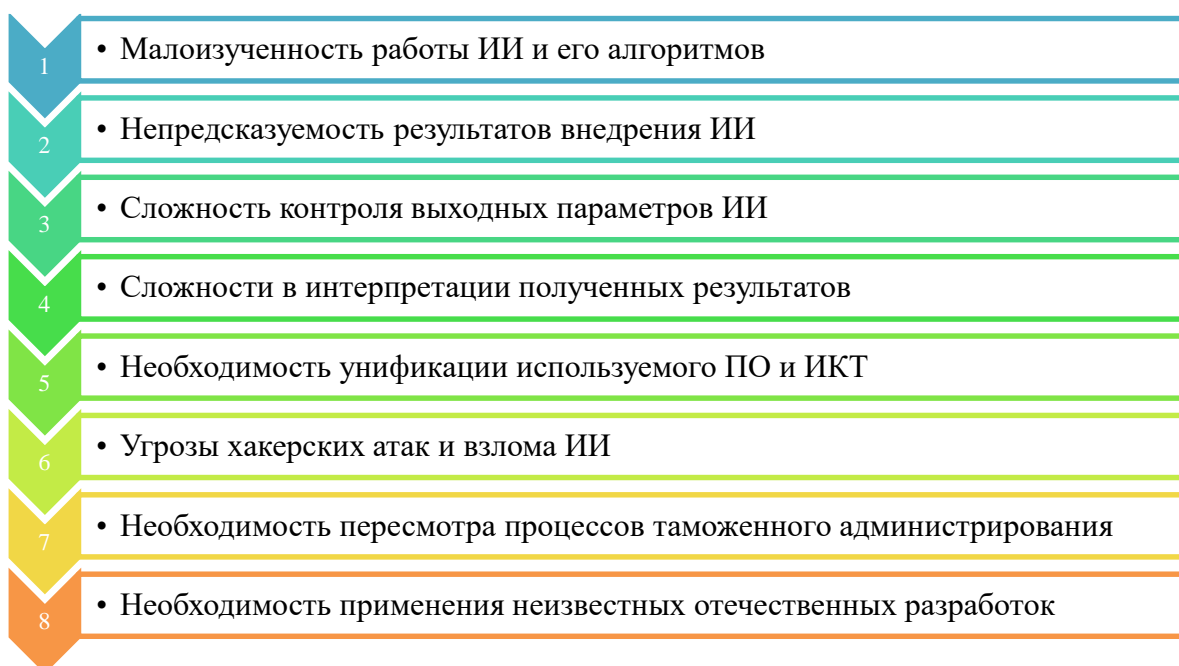 1
• Малоизученность работы ИИ и его алгоритмов
2
• Непредсказуемость результатов внедрения ИИ
3
• Сложность контроля выходных параметров ИИ
4
• Сложности в интерпретации полученных результатов
5
• Необходимость унификации используемого ПО и ИКТ
6
• Угрозы хакерских атак и взлома ИИ
7
• Необходимость пересмотра процессов таможенного администрирования
8
• Необходимость применения неизвестных отечественных разработок